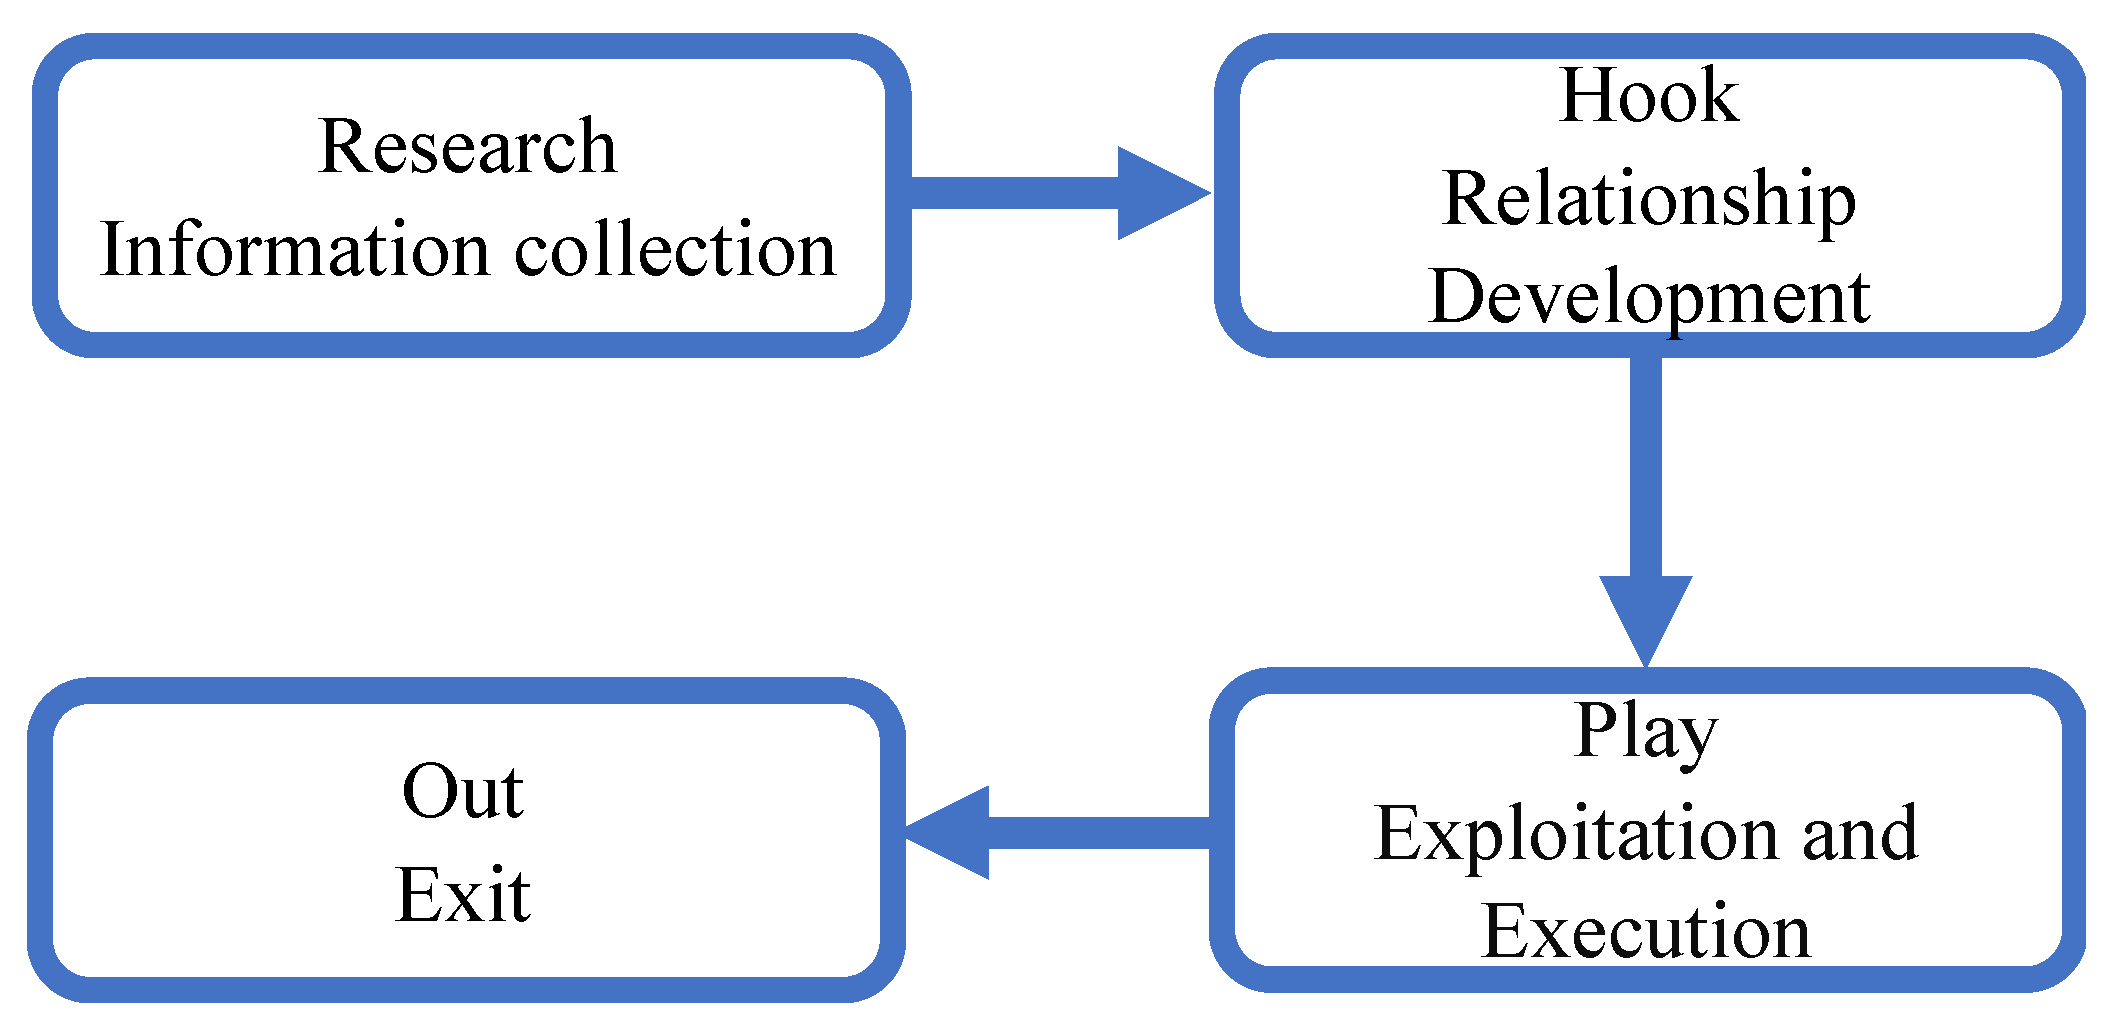 Research
Information collection
Hook
Relationship
Development
Play
Exploitation and
Execution
Out
Exit